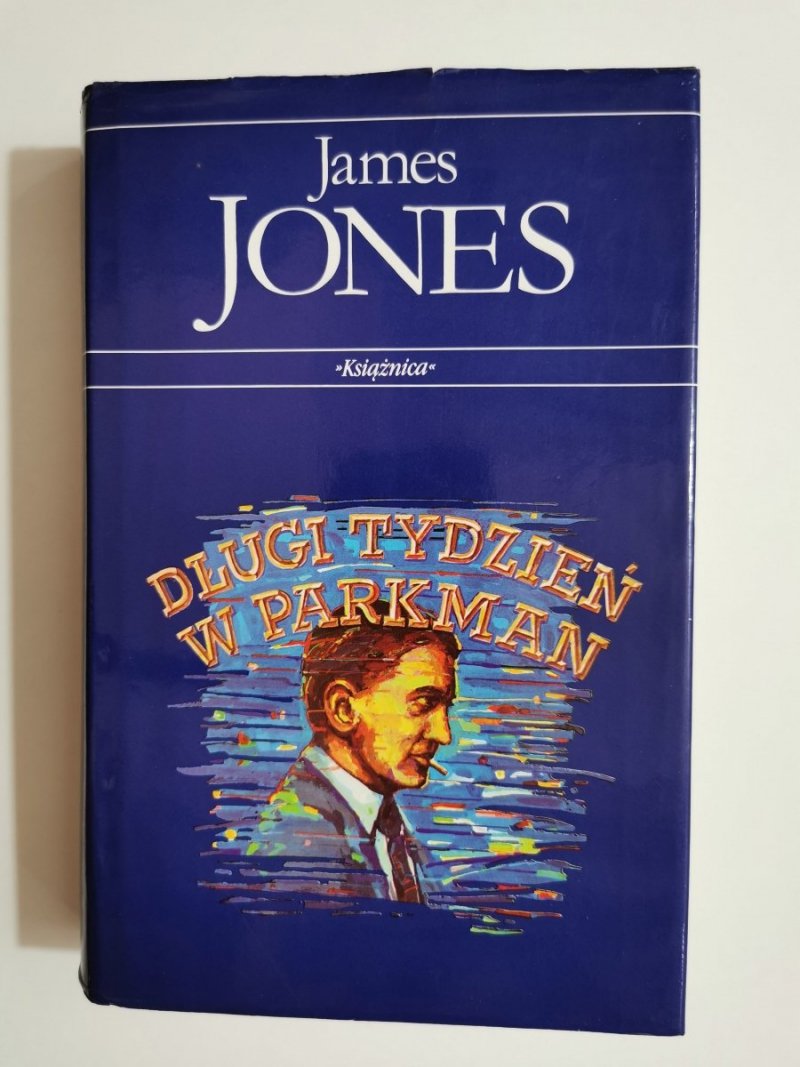 James
JONES
»Książnica«
DŁUGI TYDZIEŃ
W PARKMAN